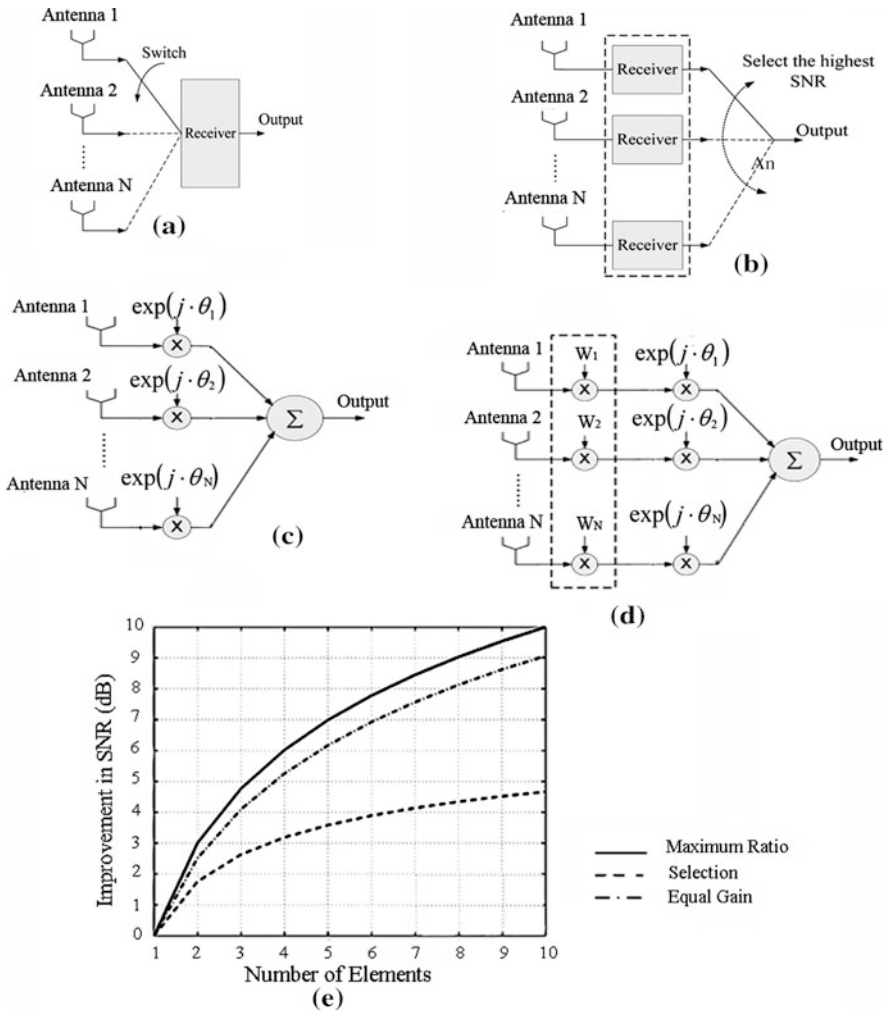 Antenna 1
Switch
Antenna 2
Receiver
Output
Antenna N
(a)
Antenna 1
Receiver
Select the highest
SNR
Antenna 2
Receiver
Output
An
Antenna N
Receiver
(b)
Antenna 1
exp(j·θ1)
X
Antenna 2
exp(j·θ2)
X
Σ
Output
Antenna N
exp(j·θN)
X
(c)
Antenna 1
W1
exp(j·θ1)
X
X
Antenna 2
W2
exp(j·θ2)
X
X
Σ
Output
Antenna N
WN
exp(j·θN)
X
X
(d)
Improvement in SNR (dB)
10
9
8
7
6
5
4
3
2
1
0
1 2 3 4 5 6 7 8 9 10
Number of Elements
(e)
Maximum Ratio
Selection
Equal Gain